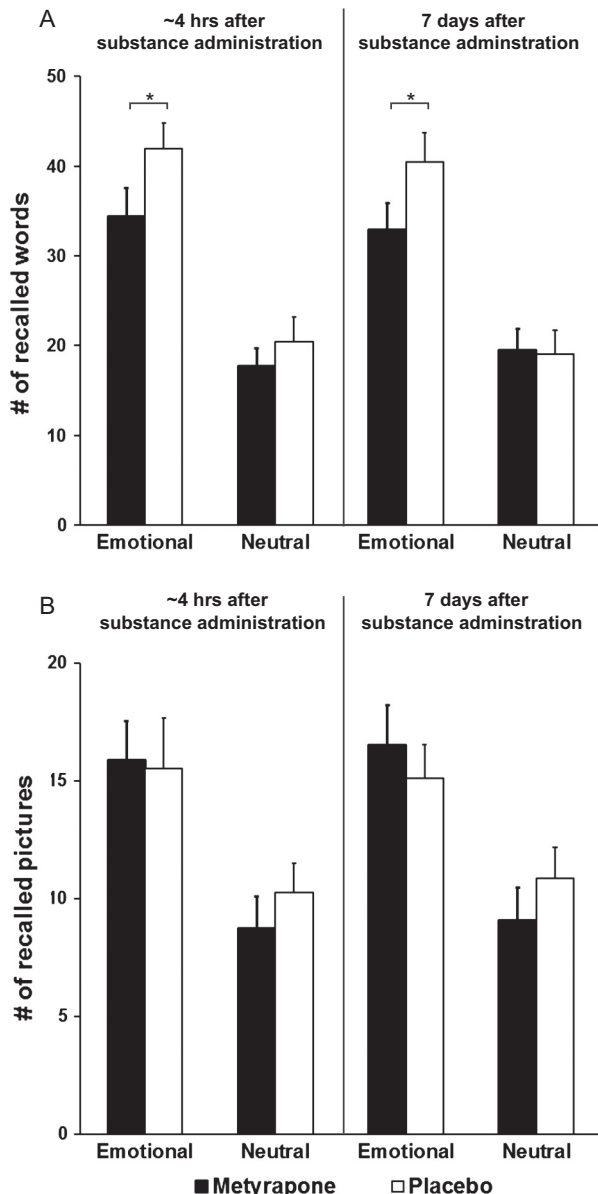 A
~4 hrs after
substance administration
7 days after
substance adminstration
# of recalled words
50
40
30
20
10
0
*
*
Emotional
Neutral
Emotional
Neutral
B
~4 hrs after
substance administration
7 days after
substance adminstration
# of recalled pictures
20
15
10
5
0
Emotional
Neutral
Emotional
Neutral
Metyrapone
Placebo